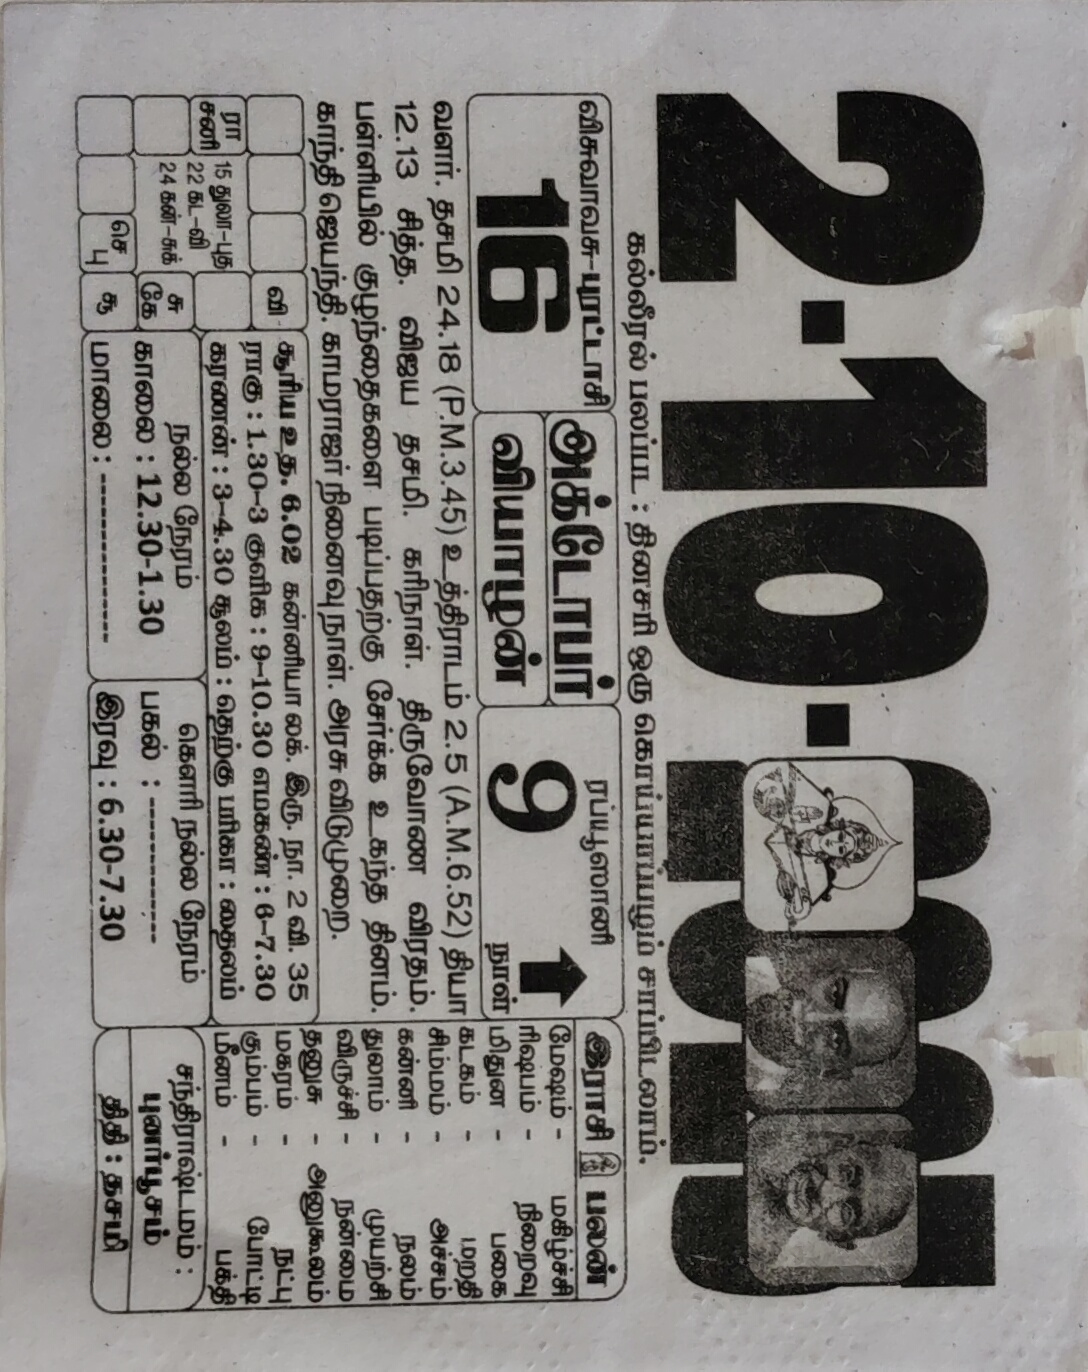 2.10.2025
கல்லீரல் பலப்பட : தினசரி ஒரு கொய்யாப்பழம் சாப்பிடலாம்.
விசுவாவசு-புரட்டாசி
16
அக்டோபர்
வியாழன்
ரப்யூஸானி
9
நாள்
வளர். தசமி 24.18 (P.M.3.45) உத்திராடம் 2.5 (A.M.6.52) தியா
12.13 சித்த. விஜய தசமி. கரிநாள். திருவோண விரதம்.
பள்ளியில் குழந்தைகளை படிப்பதற்கு சேர்க்க உகந்த தினம்.
காந்தி ஜெயந்தி. காமராஜர் நினைவு நாள். அரசு விடுமுறை.
வி
ரா
சனி
15 துலா-புத
22 கட-வி
24 கன்-சுக்
சு
கே
செ
பு
சூ
சூரிய உத. 6.02 கன்னியா லக். இரு. நா. 2 வி. 35
ராகு : 1.30-3 குளிக : 9-10.30 எமகண் : 6-7.30
கரணன் : 3-4.30 சூலம் : தெற்கு பரிகா : தைலம்
நல்ல நேரம்
காலை : 12.30-1.30
மாலை : ------------
கெளரி நல்ல நேரம்
பகல் : ------------
இரவு : 6.30-7.30
இராசி பலன்
மேஷம் - மகிழ்ச்சி
ரிஷபம் - நிறைவு
மிதுன - பகை
கடகம் - மறதி
சிம்மம் - அச்சம்
கன்னி - நலம்
துலாம் - முயற்சி
விருச்சி - நன்மை
தனுசு - அனுகூலம்
மகரம் - நட்பு
கும்பம் - போட்டி
மீனம் - பக்தி
சந்திராஷ்டமம் :
புனர்பூசம்
திதி : தசமி